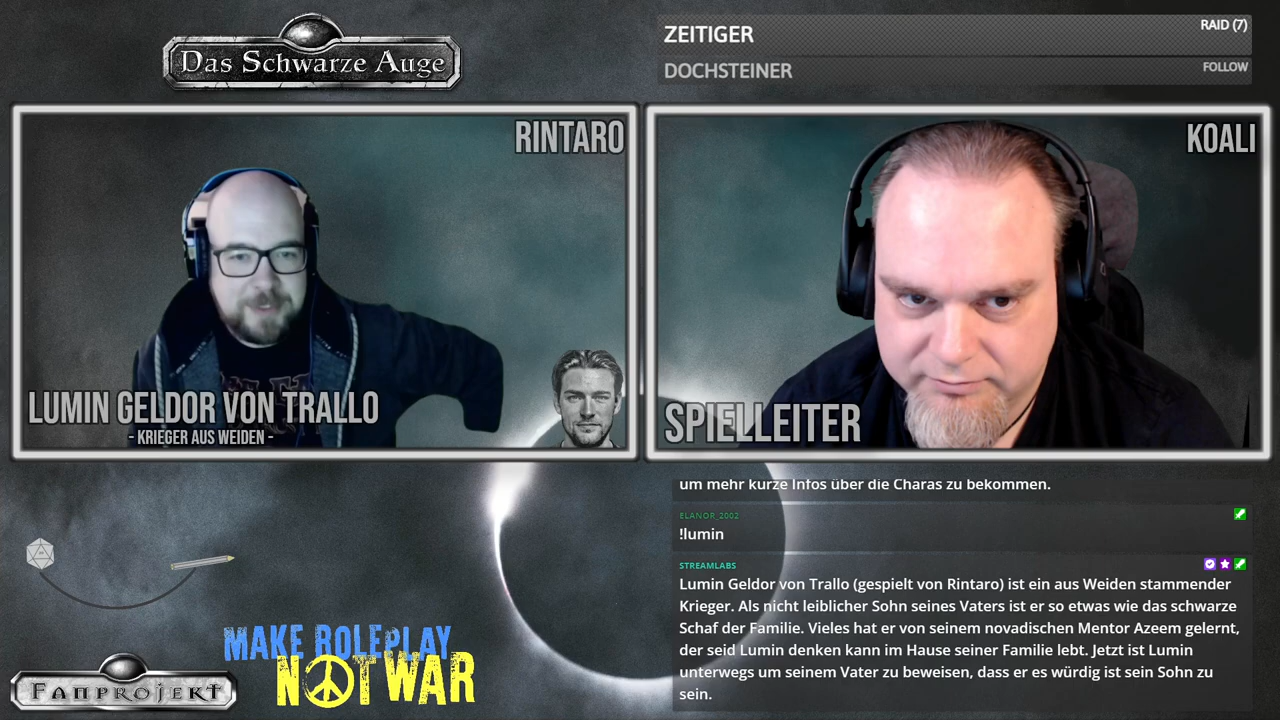 Das Schwarze Auge
ZEITIGER
RAID (7)
DOCHSTEINER
FOLLOW
RINTARO
LUMIN GELDOR VON TRALLO
- KRIEGER AUS WEIDEN -
KOALI
SPIELLEITER
um mehr kurze Infos über die Charas zu bekommen.
ELANOR_2002
!lumin
STREAMLABS
Lumin Geldor von Trallo (gespielt von Rintaro) ist ein aus Weiden stammender
Krieger. Als nicht leiblicher Sohn seines Vaters ist er so etwas wie das schwarze
Schaf der Familie. Vieles hat er von seinem novadischen Mentor Azeem gelernt,
der seid Lumin denken kann im Hause seiner Familie lebt. Jetzt ist Lumin
unterwegs um seinem Vater zu beweisen, dass er es würdig ist sein Sohn zu
sein.
MAKE ROLEPLAY
NOT WAR
FANPROJEKT